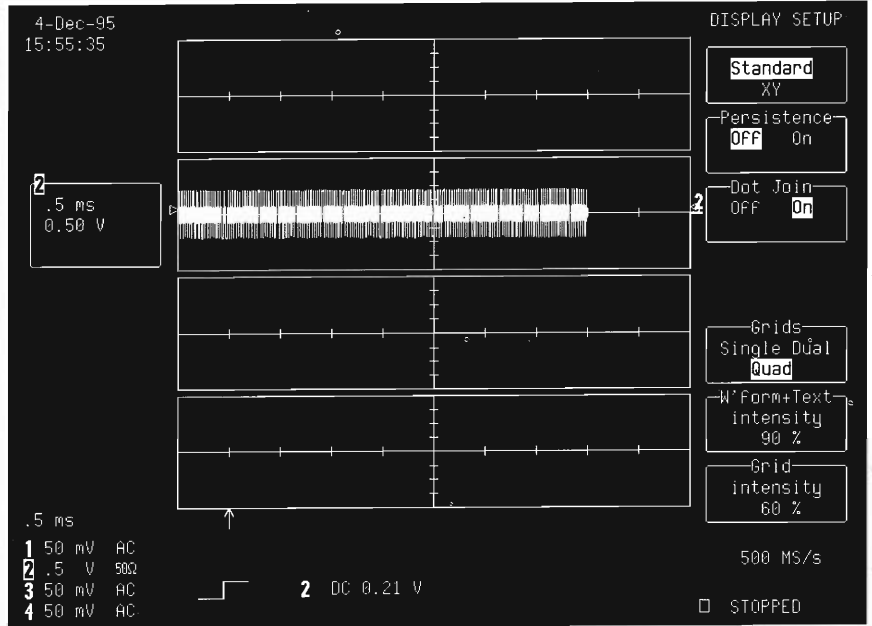 4-Dec-95
15:55:35
DISPLAY SETUP
Standard
XY
Persistence
Off On
Dot Join
Off On
2
.5 ms
0.50 V
2
Grids
Single Dual
Quad
W'form+Text
intensity
90 %
Grid
intensity
60 %
.5 ms
1 50 mV AC
2 .5 V 50Ω
3 50 mV AC
4 50 mV AC
2 DC 0.21 V
500 MS/s
□ STOPPED